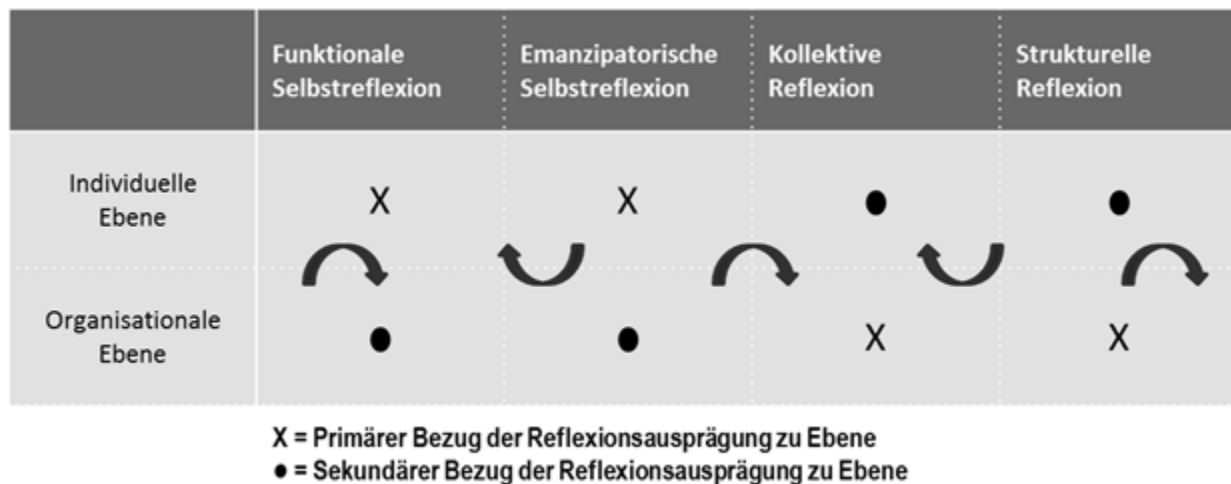 Funktionale
Selbstreflexion
Emanzipatorische
Selbstreflexion
Kollektive
Reflexion
Strukturelle
Reflexion
Individuelle
Ebene
X
X
●
●
Organisationale
Ebene
●
●
X
X
X = Primärer Bezug der Reflexionsausprägung zu Ebene
● = Sekundärer Bezug der Reflexionsausprägung zu Ebene